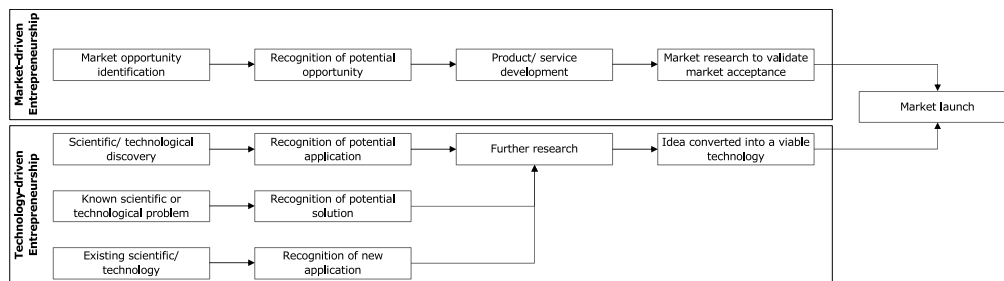 Market-driven
Entrepreneurship
Market opportunity
identification
Recognition of potential
opportunity
Product/ service
development
Market research to validate
market acceptance
Market launch
Technology-driven
Entrepreneurship
Scientific/ technological
discovery
Recognition of potential
application
Further research
Idea converted into a viable
technology
Known scientific or
technological problem
Recognition of potential
solution
Existing scientific/
technology
Recognition of new
application